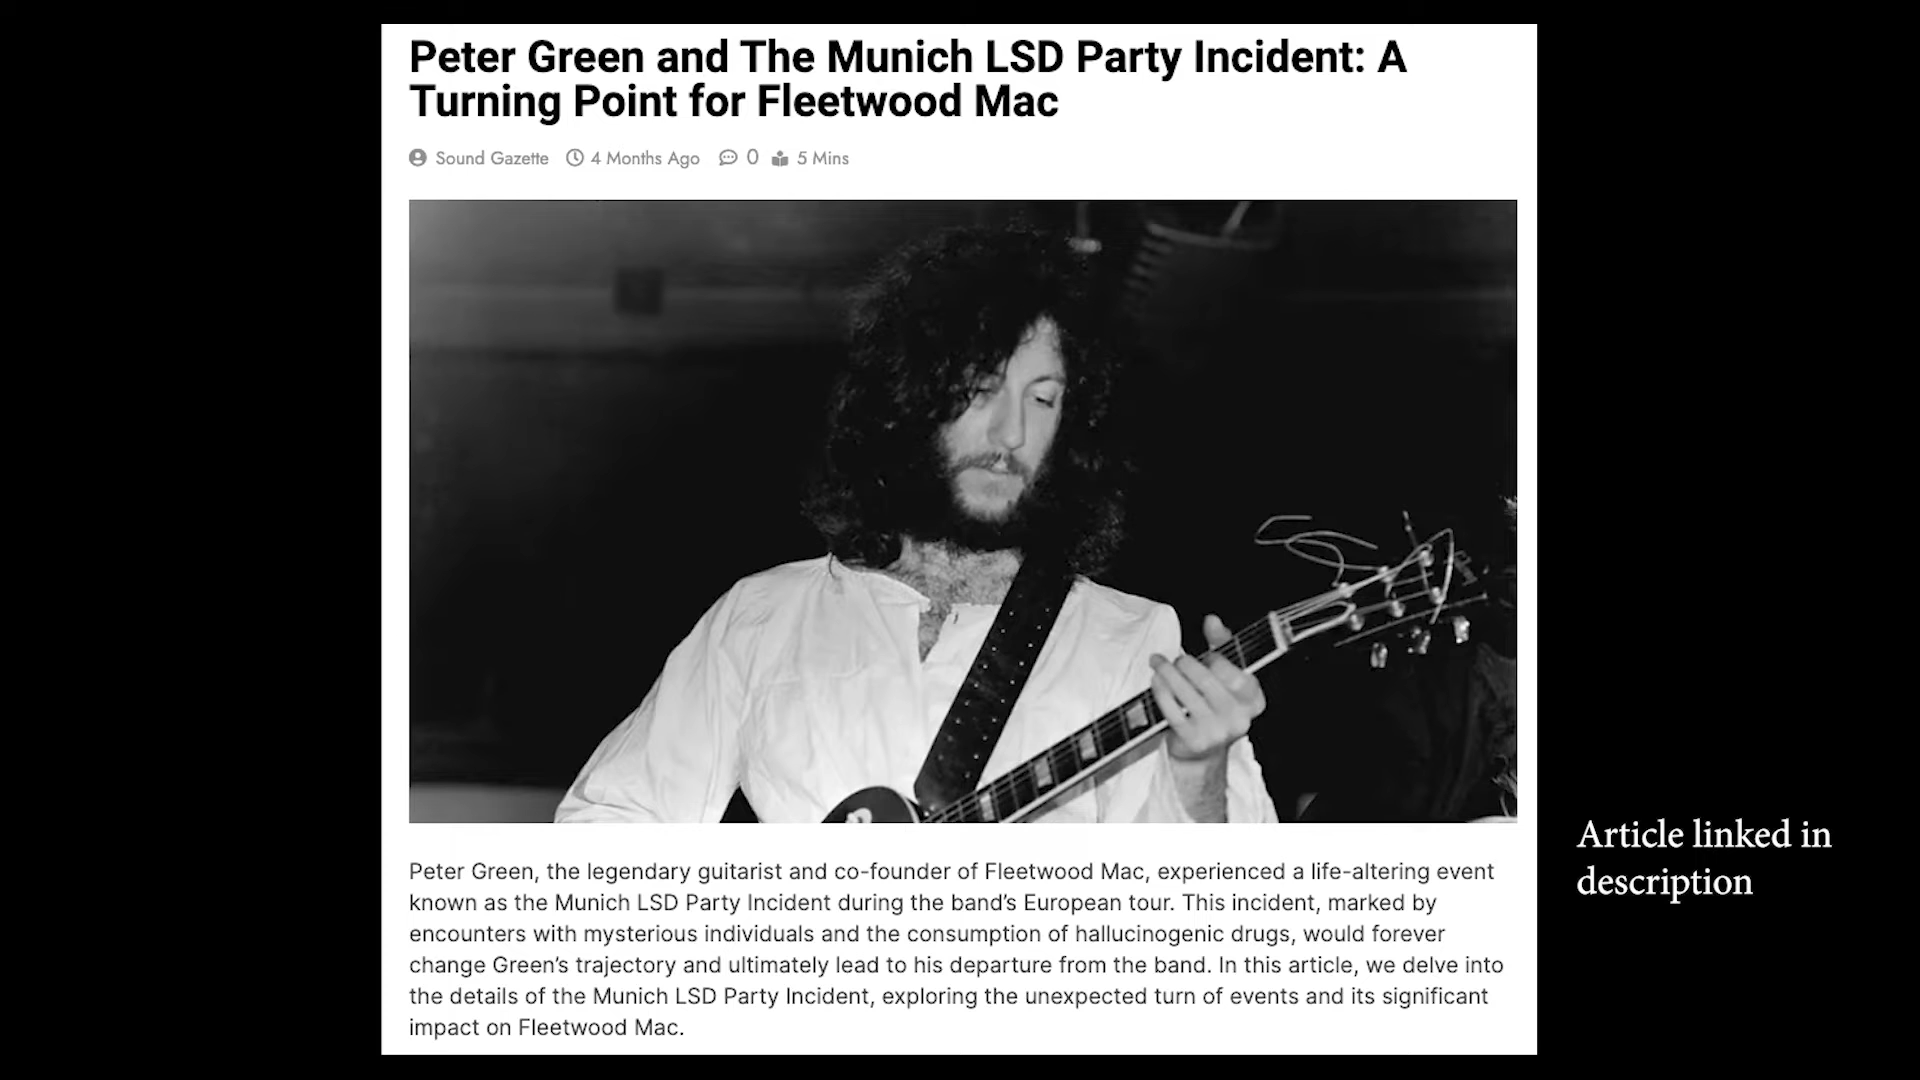 Peter Green and The Munich LSD Party Incident: A
Turning Point for Fleetwood Mac
Sound Gazette 4 Months Ago 0 5 Mins
Peter Green, the legendary guitarist and co-founder of Fleetwood Mac, experienced a life-altering event
known as the Munich LSD Party Incident during the band’s European tour. This incident, marked by
encounters with mysterious individuals and the consumption of hallucinogenic drugs, would forever
change Green’s trajectory and ultimately lead to his departure from the band. In this article, we delve into
the details of the Munich LSD Party Incident, exploring the unexpected turn of events and its significant
impact on Fleetwood Mac.
Article linked in
description